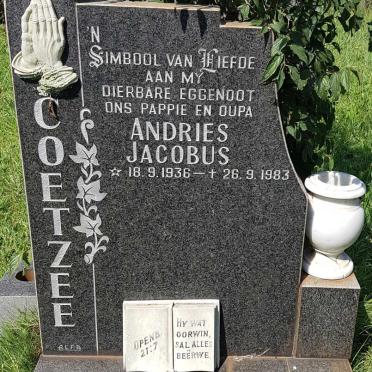 'N
SIMBOOL VAN LIEFDE
AAN MY
DIERBARE EGGENOOT
ONS PAPPIE EN OUPA
ANDRIES
JACOBUS
☆ 18.9.1936 – † 26.9.1983
COETZEE
OPENB.
21:7
HY WAT
OORWIN,
SAL ALLES
BEËRWE.